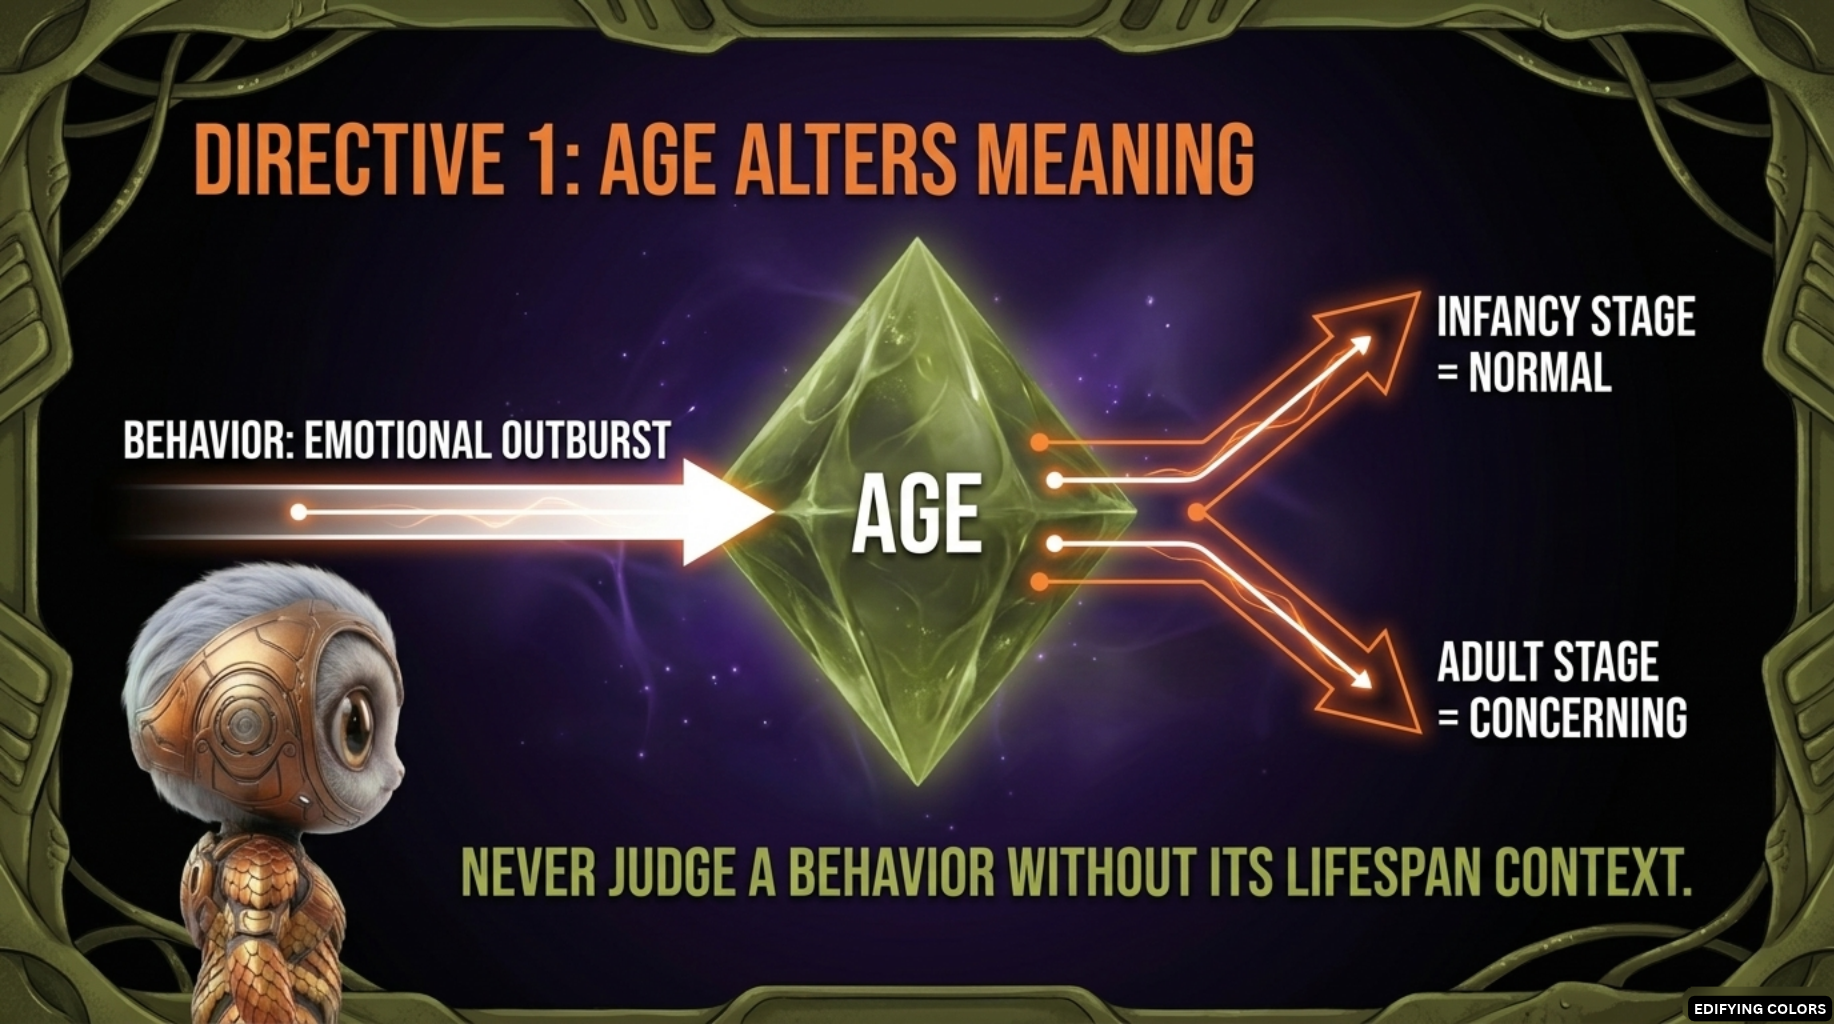 DIRECTIVE 1: AGE ALTERS MEANING
BEHAVIOR: EMOTIONAL OUTBURST
AGE
INFANCY STAGE
= NORMAL
ADULT STAGE
= CONCERNING
NEVER JUDGE A BEHAVIOR WITHOUT ITS LIFESPAN CONTEXT.
EDIFYING COLORS